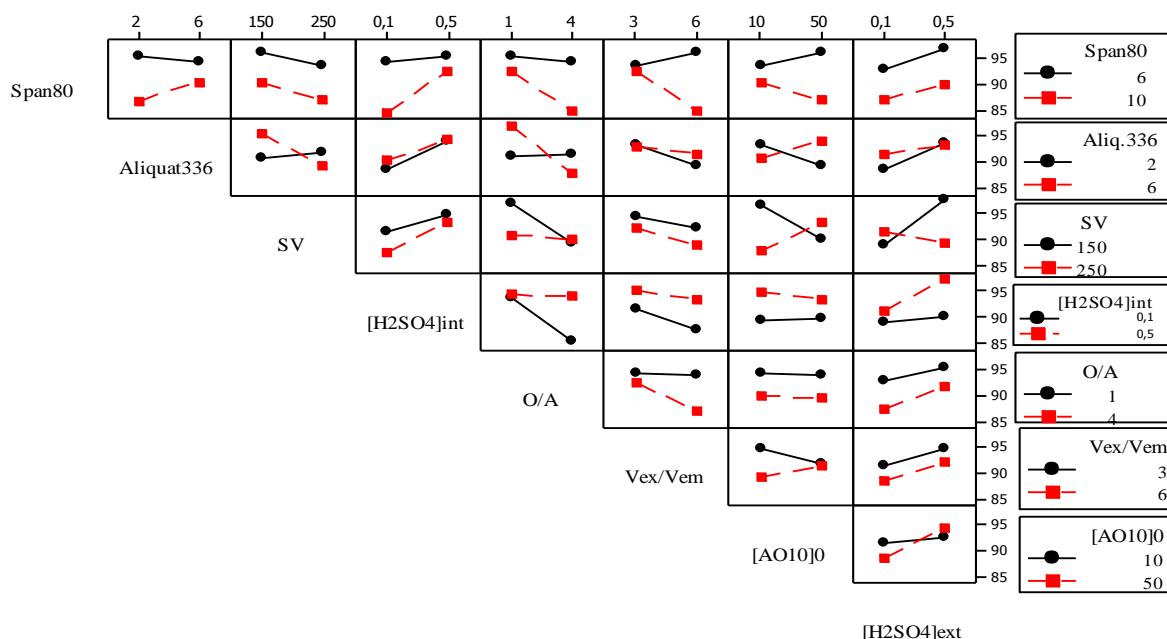 2 6 150 250 0,1 0,5 1 4 3 6 10 50 0,1 0,5
Span80
95
90
85
Span80
6
10
Aliquat336
95
90
85
Aliq.336
2
6
SV
95
90
85
SV
150
250
[H2SO4]int
95
90
85
[H2SO4]int
0,1
0,5
O/A
95
90
85
O/A
1
4
Vex/Vem
95
90
85
Vex/Vem
3
6
[AO10]0
95
90
85
[AO10]0
10
50
[H2SO4]ext